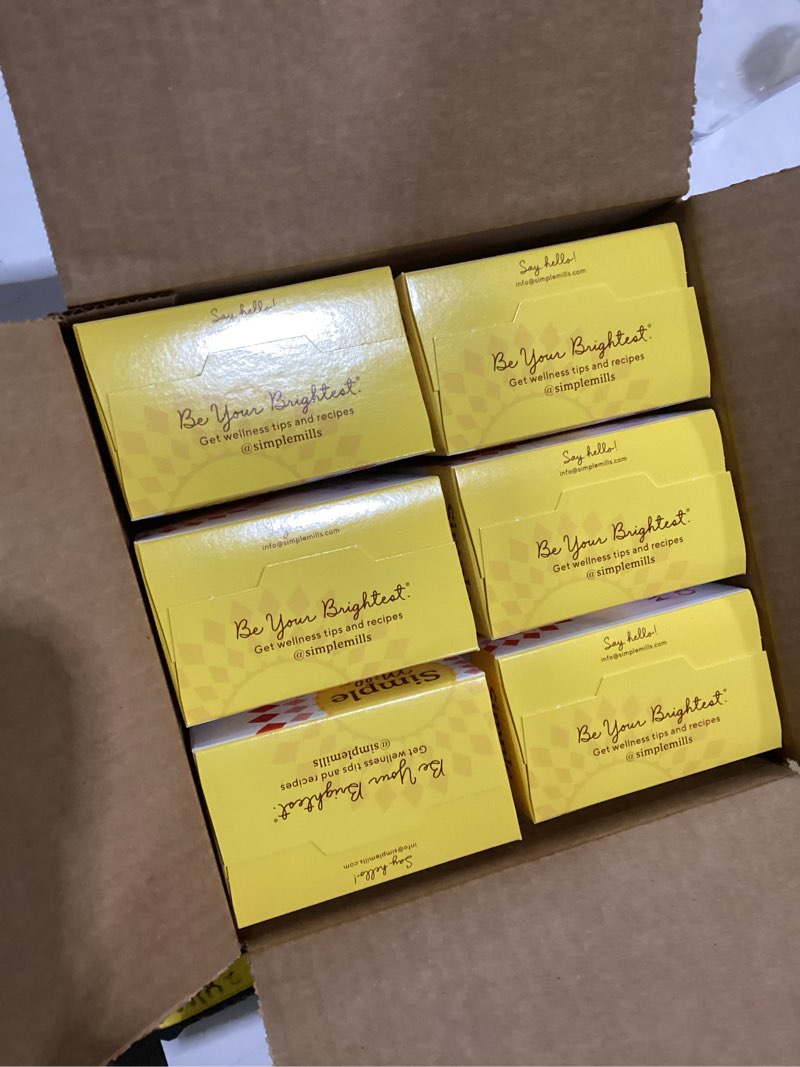 Say hello!
Be Your Brightest.®
Get wellness tips and recipes
@simplemills
Say hello!
info@simplemills.com
Be Your Brightest.®
Get wellness tips and recipes
@simplemills
info@simplemills.com
Be Your Brightest.®
Get wellness tips and recipes
@simplemills
Say hello!
info@simplemills.com
Be Your Brightest.®
Get wellness tips and recipes
@simplemills
Simple
Mills
Be Your Brightest.®
Get wellness tips and recipes
@simplemills
Say hello!
info@simplemills.com
Say hello!
info@simplemills.com
Be Your Brightest.®
Get wellness tips and recipes
@simplemills